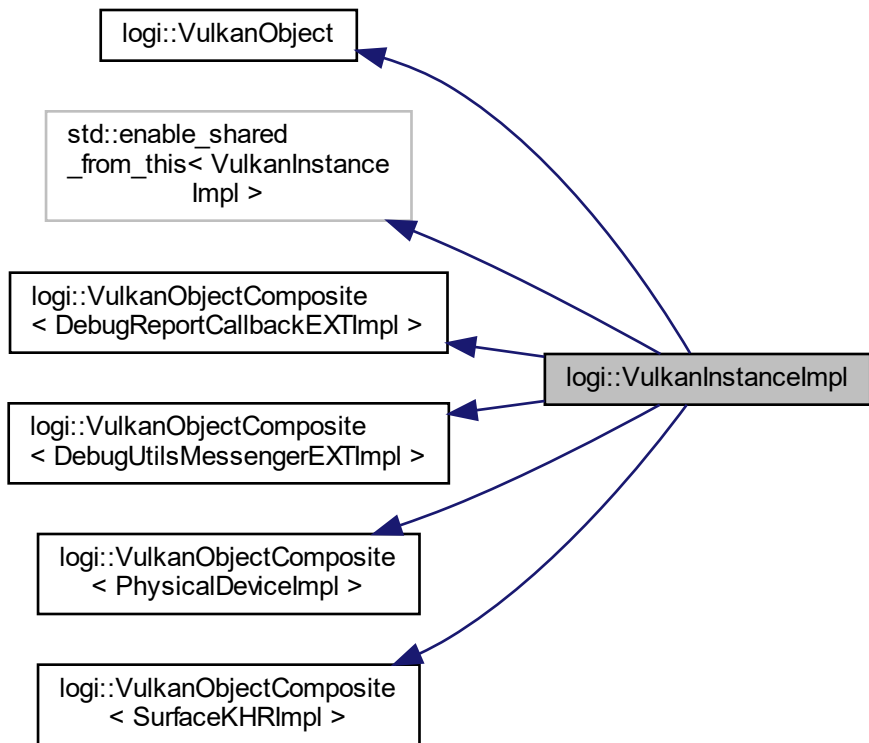 logi::VulkanObject
std::enable_shared
_from_this< VulkanInstance
Impl >
logi::VulkanObjectComposite
< DebugReportCallbackEXTImpl >
logi::VulkanInstanceImpl
logi::VulkanObjectComposite
< DebugUtilsMessengerEXTImpl >
logi::VulkanObjectComposite
< PhysicalDeviceImpl >
logi::VulkanObjectComposite
< SurfaceKHRImpl >